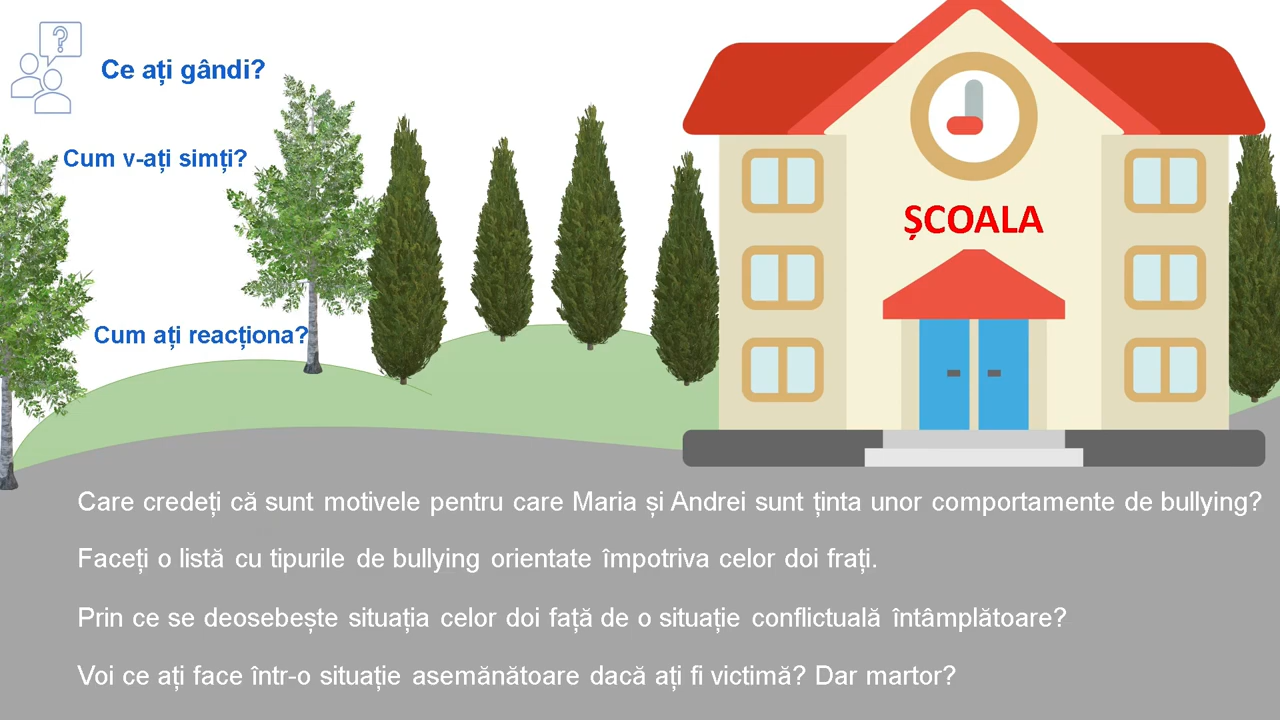 ?
Ce ați gândi?
Cum v-ați simți?
ȘCOALA
Cum ați reacționa?
Care credeți că sunt motivele pentru care Maria și Andrei sunt ținta unor comportamente de bullying?
Faceți o listă cu tipurile de bullying orientate împotriva celor doi frați.
Prin ce se deosebește situația celor doi față de o situație conflictuală întâmplătoare?
Voi ce ați face într-o situație asemănătoare dacă ați fi victimă? Dar martor?